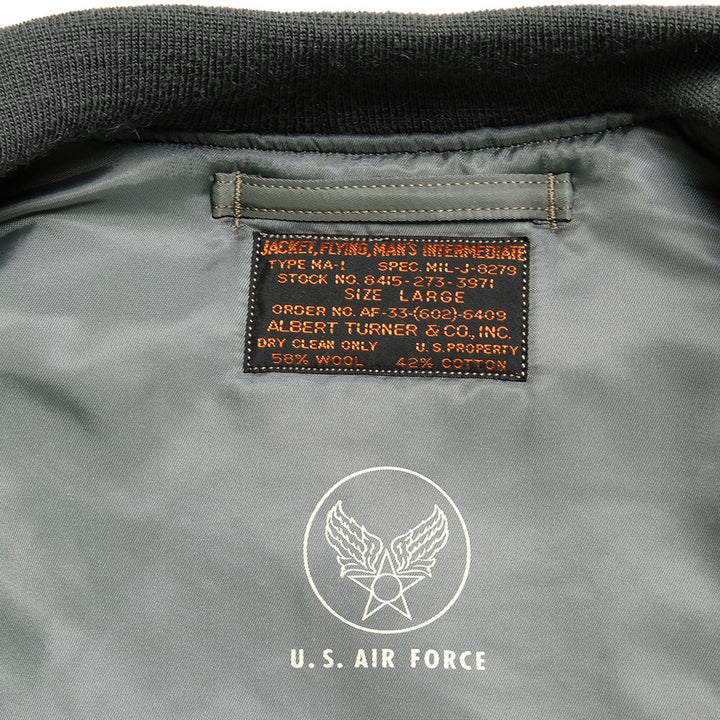 JACKET, FLYING, MAN'S INTERMEDIATE
TYPE MA-1 SPEC. MIL-J-8279
STOCK NO. 8415-273-3971
SIZE LARGE
ORDER NO. AF-33-(602)-6409
ALBERT TURNER & CO., INC.
DRY CLEAN ONLY U.S. PROPERTY
58% WOOL 42% COTTON
U.S. AIR FORCE